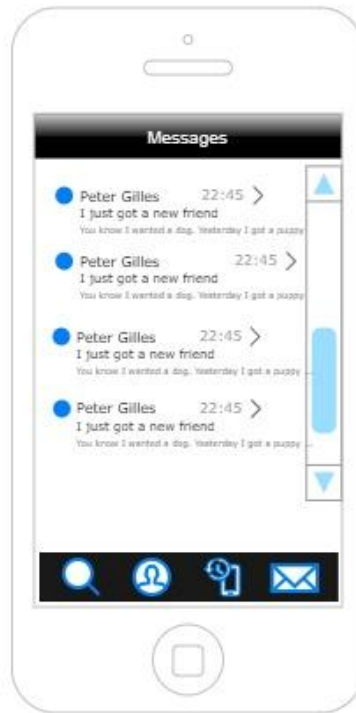 Messages
Peter Gilles 22:45
I just got a new friend
You know I wanted a dog. Yesterday I got a puppy
Peter Gilles 22:45
I just got a new friend
You know I wanted a dog. Yesterday I got a puppy
Peter Gilles 22:45
I just got a new friend
You know I wanted a dog. Yesterday I got a puppy ...
Peter Gilles 22:45
I just got a new friend
You know I wanted a dog. Yesterday I got a puppy ...